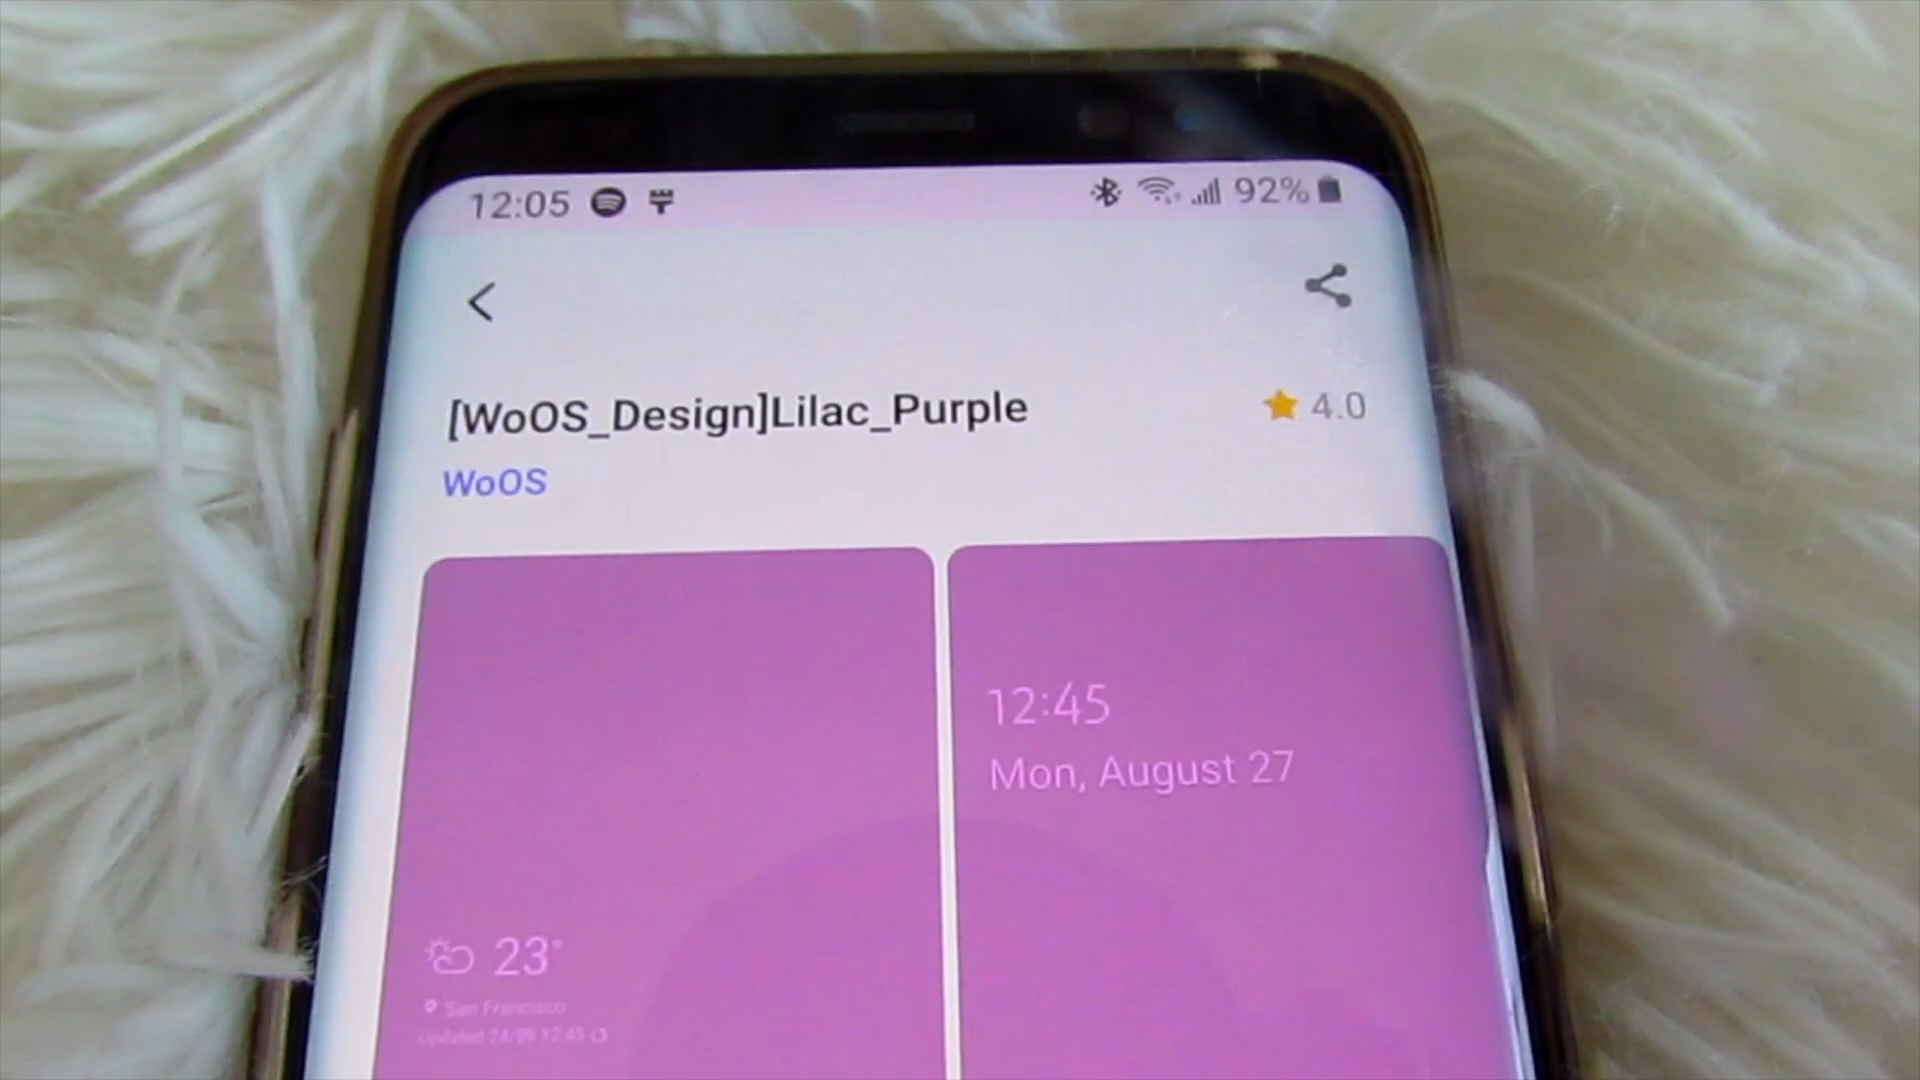 12:05 92%
[WoOS_Design]Lilac_Purple 4.0
WoOS
12:45
Mon, August 27
23°
San Francisco
Updated 24/09 12:45